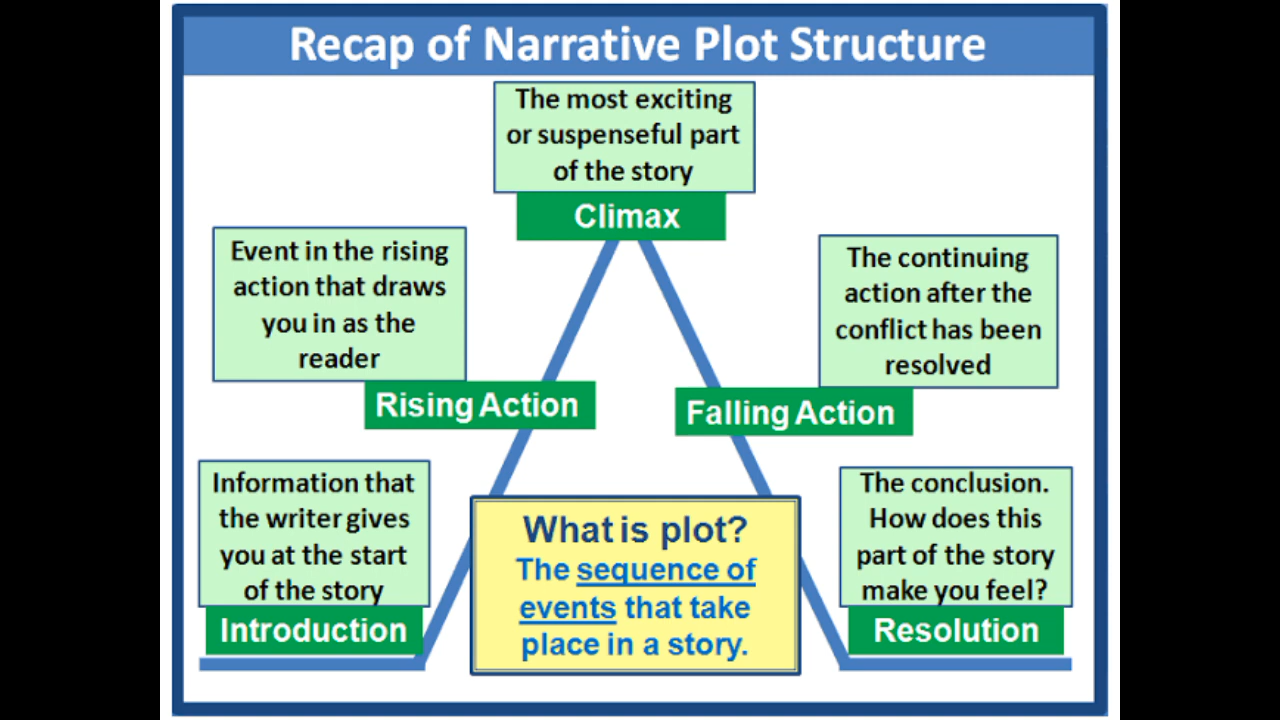 Recap of Narrative Plot Structure
The most exciting
or suspenseful part
of the story
Climax
Event in the rising
action that draws
you in as the
reader
Rising Action
The continuing
action after the
conflict has been
resolved
Falling Action
Information that
the writer gives
you at the start
of the story
Introduction
What is plot?
The sequence of
events that take
place in a story.
The conclusion.
How does this
part of the story
make you feel?
Resolution